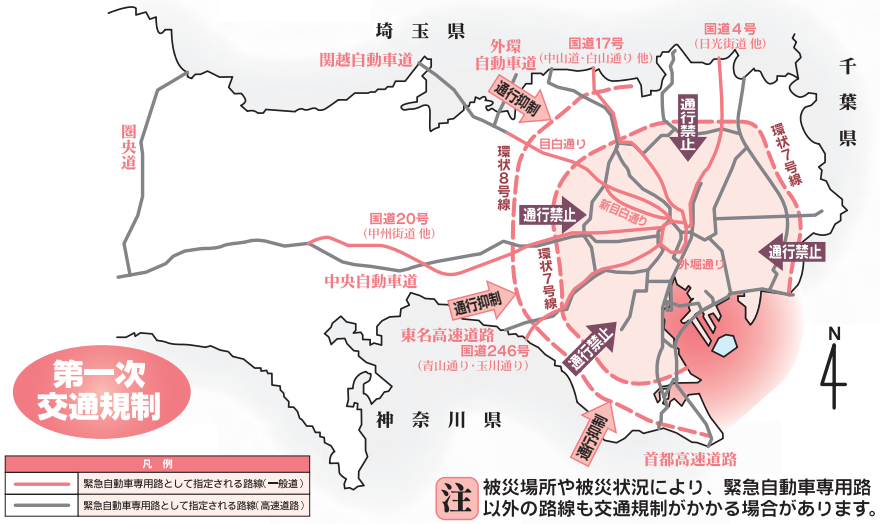 埼玉県
関越自動車道
外環
自動車道
国道17号
(中山道・白山通り 他)
国道4号
(日光街道 他)
千葉県
通行抑制
通行禁止
圏央道
目白通り
環状8号線
環状7号線
国道20号
(甲州街道 他)
通行禁止
新目白通り
外堀通り
通行禁止
中央自動車道
環状7号線
通行抑制
東名高速道路
国道246号
(青山通り・玉川通り)
通行禁止
N
第一次
交通規制
神奈川県
通行抑制
首都高速道路
凡例
緊急自動車専用路として指定される路線(一般道)
緊急自動車専用路として指定される路線(高速道路)
注
被災場所や被災状況により、緊急自動車専用路
以外の路線も交通規制がかかる場合があります。